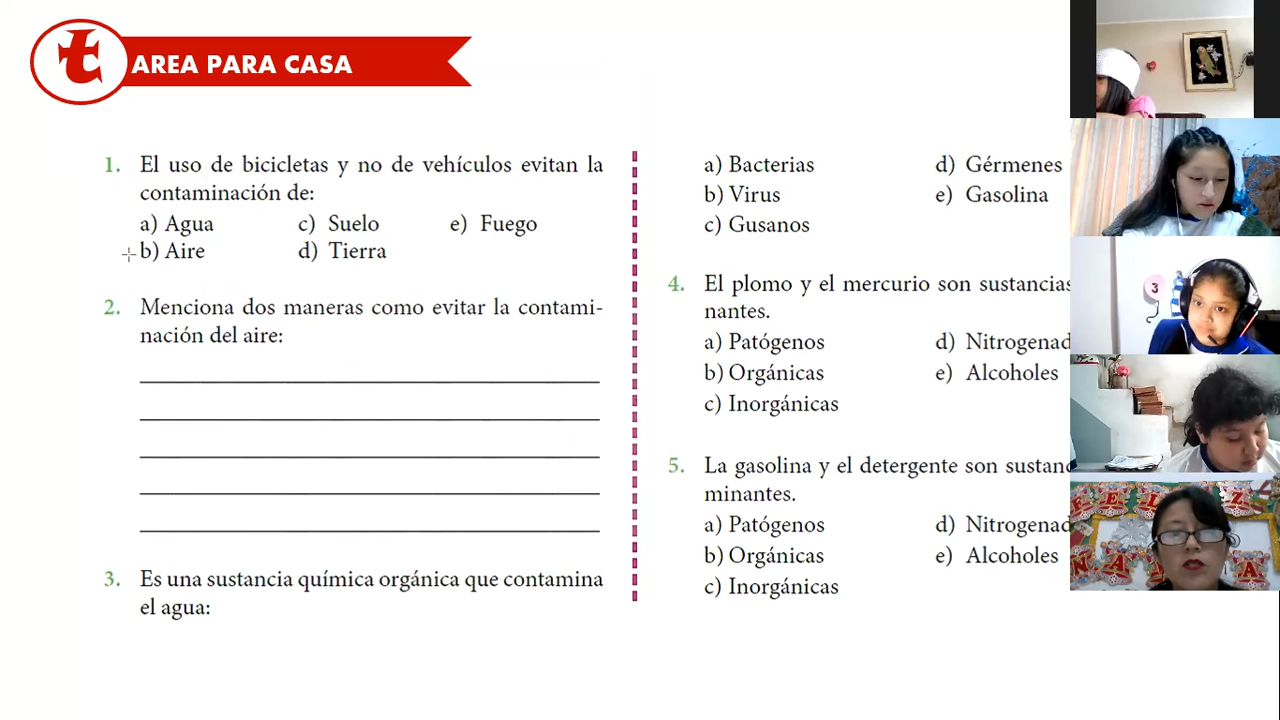 tAREA PARA CASA
1. El uso de bicicletas y no de vehículos evitan la
contaminación de:
a) Agua c) Suelo e) Fuego
b) Aire d) Tierra
2. Menciona dos maneras como evitar la contami-
nación del aire:
3. Es una sustancia química orgánica que contamina
el agua:
a) Bacterias d) Gérmenes
b) Virus e) Gasolina
c) Gusanos
4. El plomo y el mercurio son sustancias
nantes.
a) Patógenos d) Nitrogenad
b) Orgánicas e) Alcoholes
c) Inorgánicas
5. La gasolina y el detergente son sustanc
minantes.
a) Patógenos d) Nitrogenad
b) Orgánicas e) Alcoholes
c) Inorgánicas
3